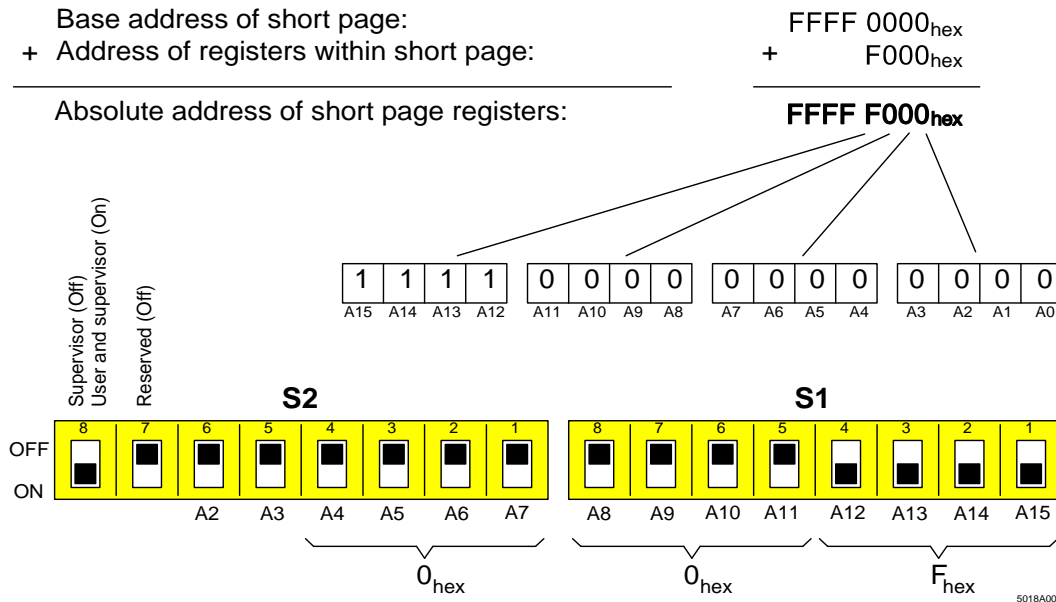 Base address of short page: FFFF 0000hex
+ Address of registers within short page: + F000hex
Absolute address of short page registers: FFFF F000hex
Supervisor (Off)
User and supervisor (On)
Reserved (Off)
1 1 1 1 0 0 0 0 0 0 0 0 0 0 0 0
A15 A14 A13 A12 A11 A10 A9 A8 A7 A6 A5 A4 A3 A2 A1 A0
S2 S1
8 7 6 5 4 3 2 1 8 7 6 5 4 3 2 1
OFF
ON
A2 A3 A4 A5 A6 A7 A8 A9 A10 A11 A12 A13 A14 A15
0hex 0hex Fhex
5018A00